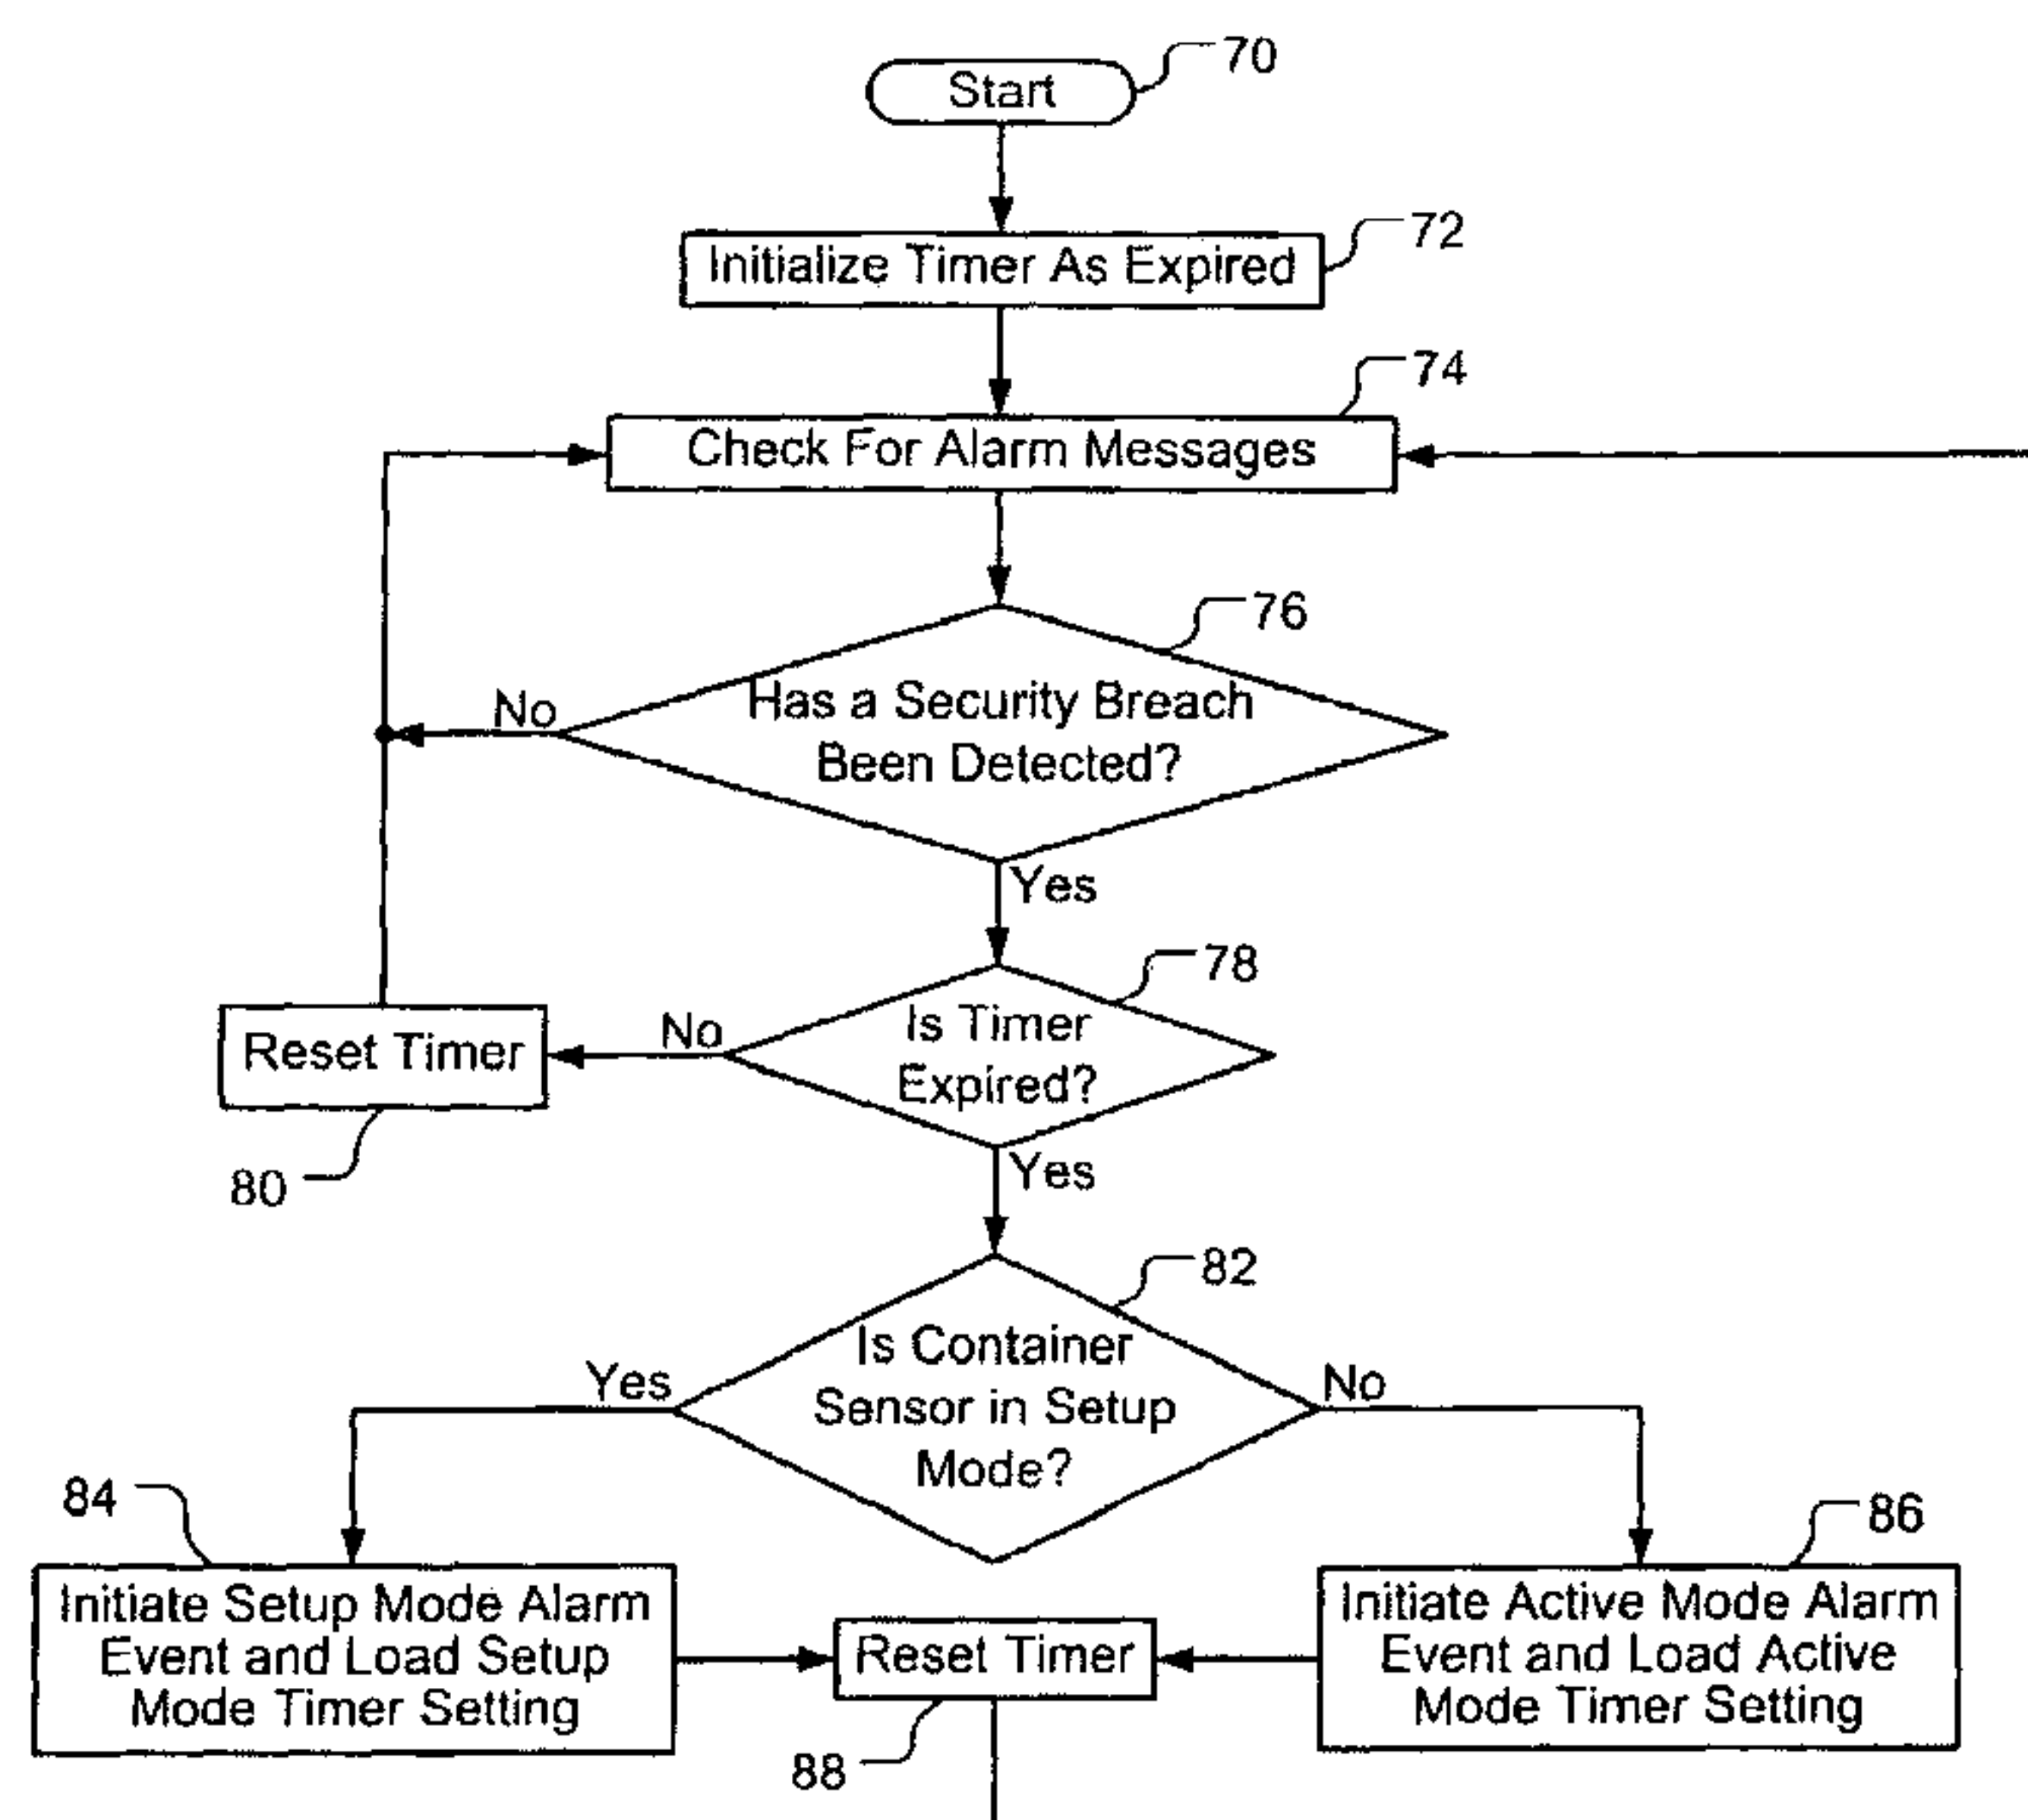 Start
70
Initialize Timer As Expired
72
74
Check For Alarm Messages
76
Has a Security Breach
Been Detected?
No
Yes
78
Is Timer
Expired?
No
Reset Timer
80
Yes
82
Is Container
Sensor in Setup
Mode?
Yes
No
84
86
Initiate Setup Mode Alarm
Event and Load Setup
Mode Timer Setting
Reset Timer
88
Initiate Active Mode Alarm
Event and Load Active
Mode Timer Setting